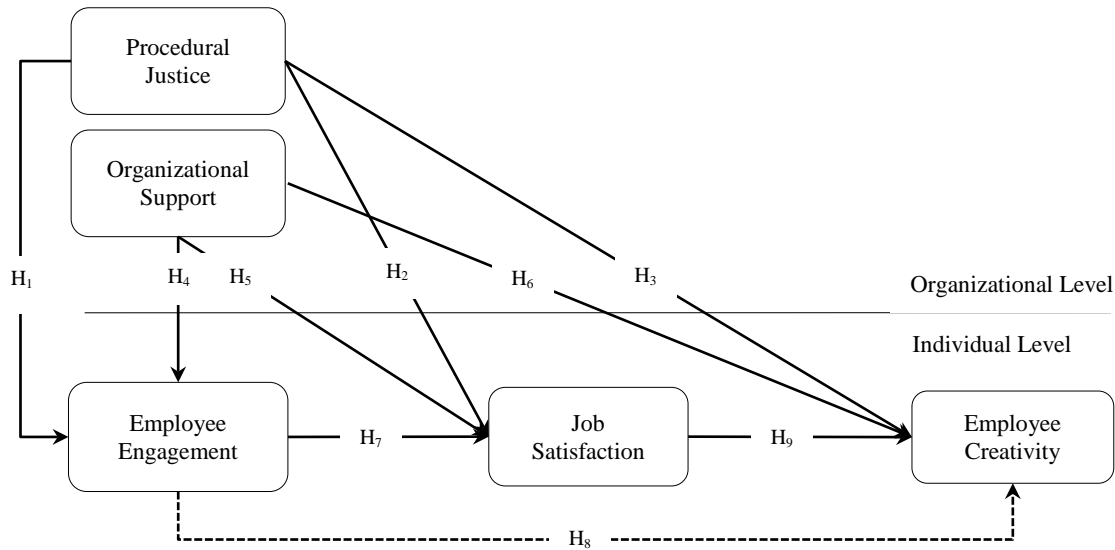 Procedural
Justice
Organizational
Support
H₁
H₄
H₅
H₂
H₆
H₃
Organizational Level
Individual Level
Employee
Engagement
H₇
Job
Satisfaction
H₉
Employee
Creativity
H₈